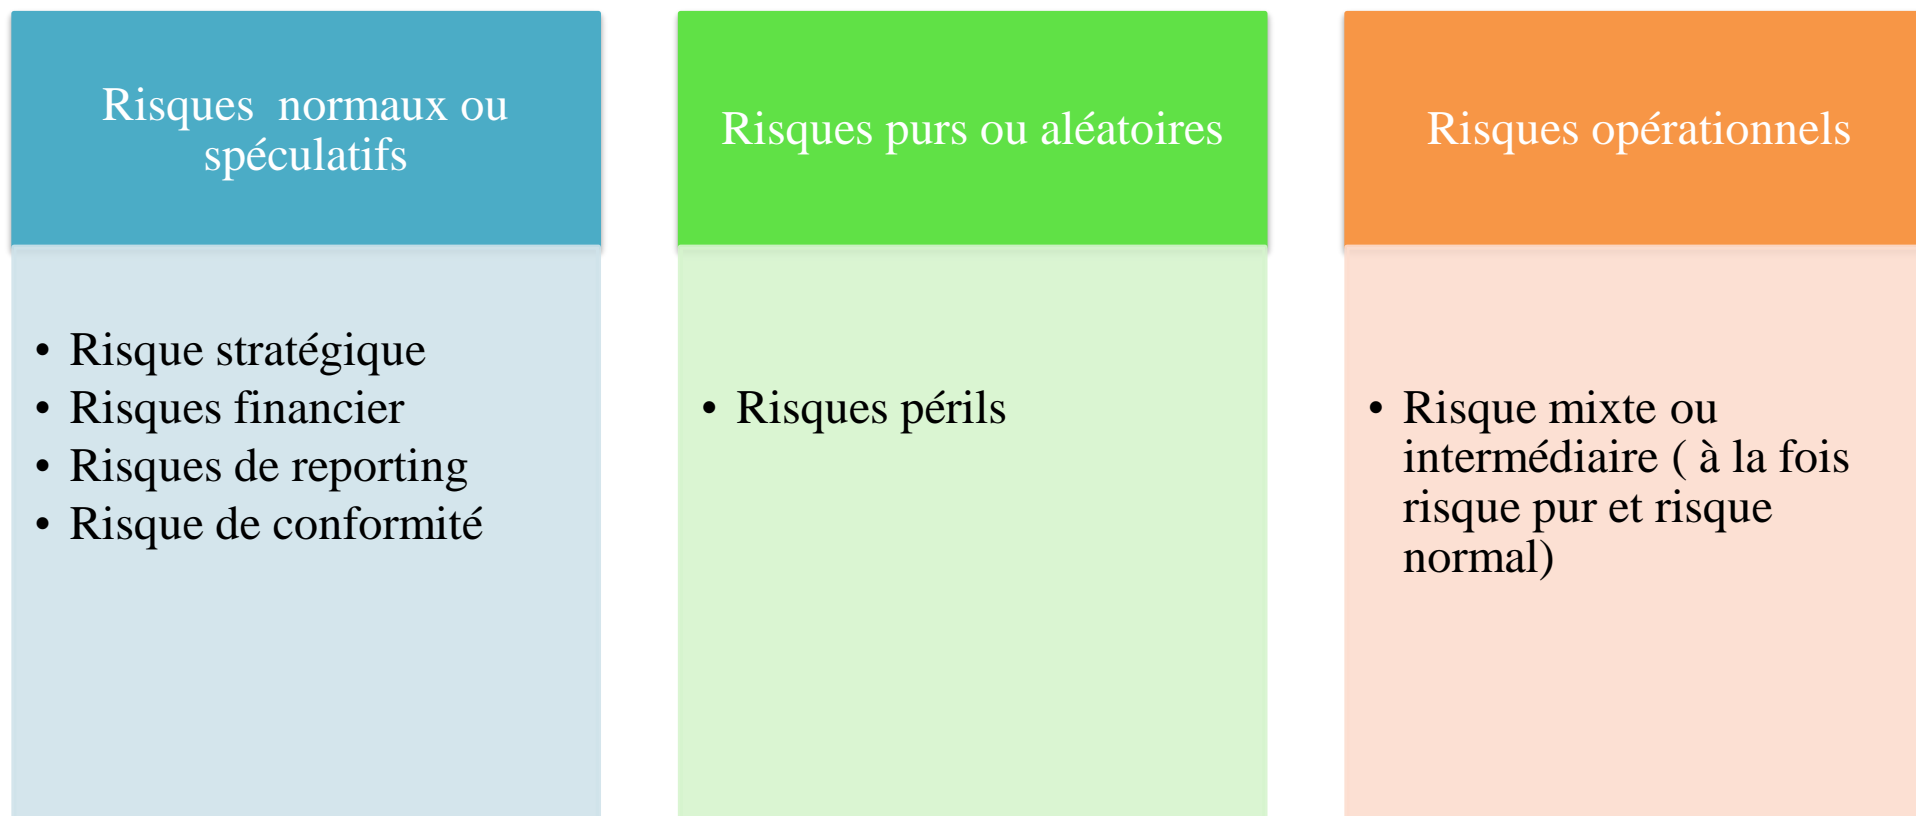 Risques  normaux ou
spéculatifs
• Risque stratégique
• Risques financier
• Risques de reporting
• Risque de conformité
Risques purs ou aléatoires
• Risques périls
Risques opérationnels
• Risque mixte ou
intermédiaire ( à la fois
risque pur et risque
normal)